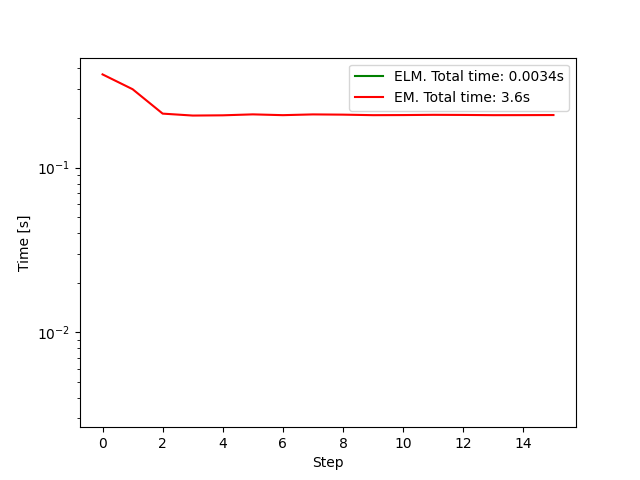 ELM. Total time: 0.0034s
EM. Total time: 3.6s
10⁻¹
10⁻²
Time [s]
0 2 4 6 8 10 12 14
Step